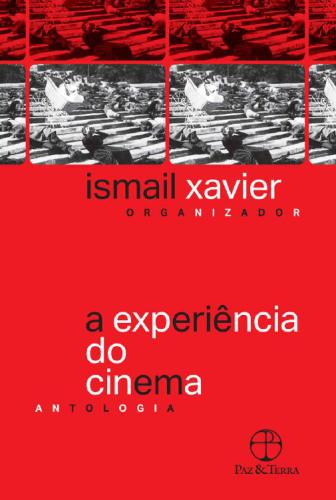 ismail xavier
ORGANIZADOR
a experiência
do
cinema
ANTOLOGIA
PAZ & TERRA